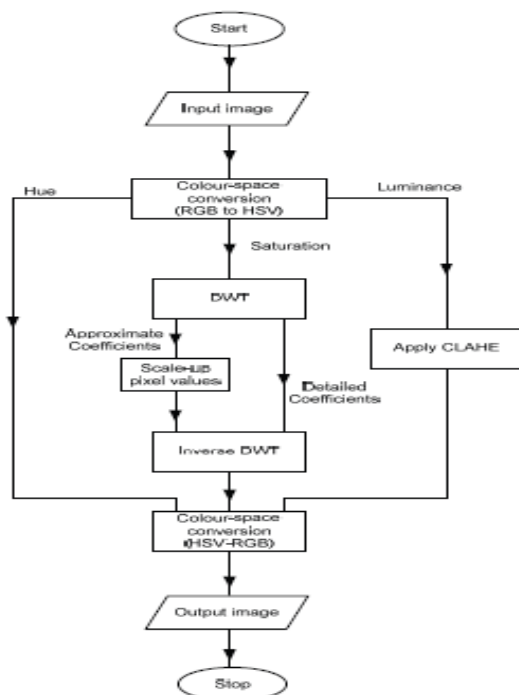 Start
Input image
Hue
Colour-space
conversion
(RGB to HSV)
Luminance
Saturation
DWT
Approximate
Coefficients
Apply CLAHE
Scale-up
pixel values
Detailed
Coefficients
Inverse DWT
Colour-space
conversion
(HSV-RGB)
Output image
Stop